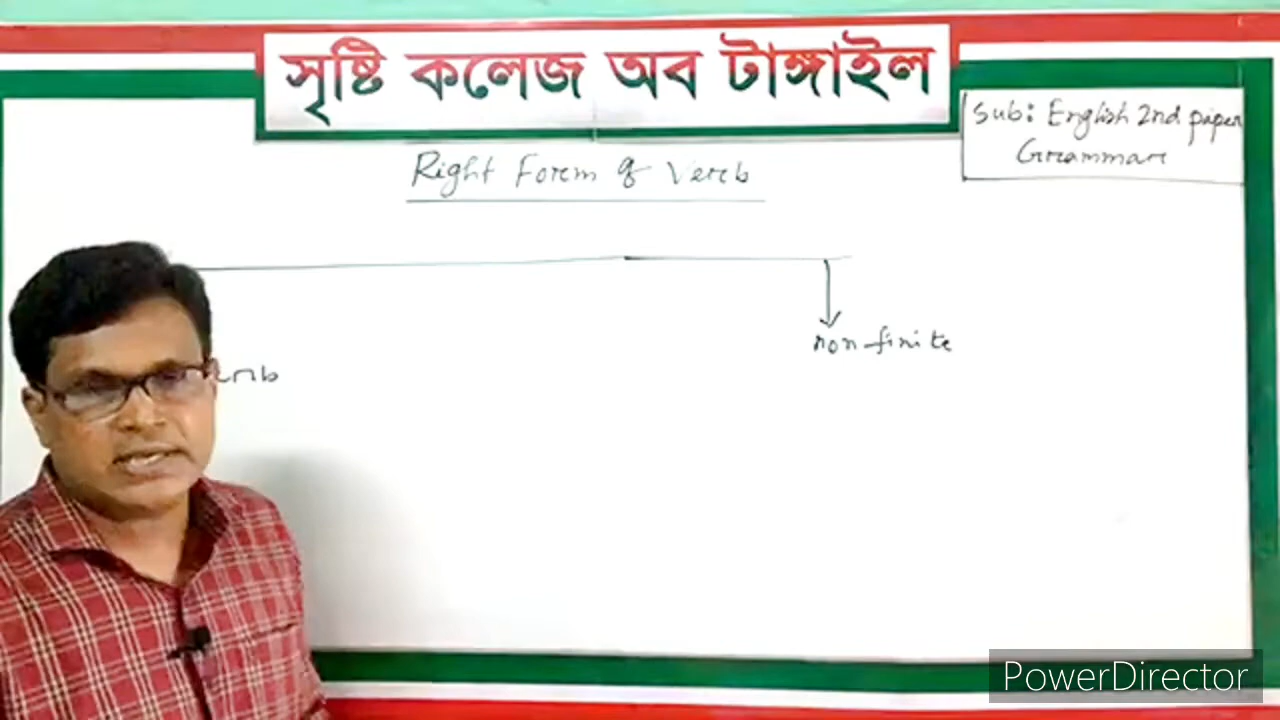 সৃষ্টি কলেজ অব টাঙ্গাইল
Sub: English 2nd paper
Grammar
Right Form of Verb
non-finite
PowerDirector